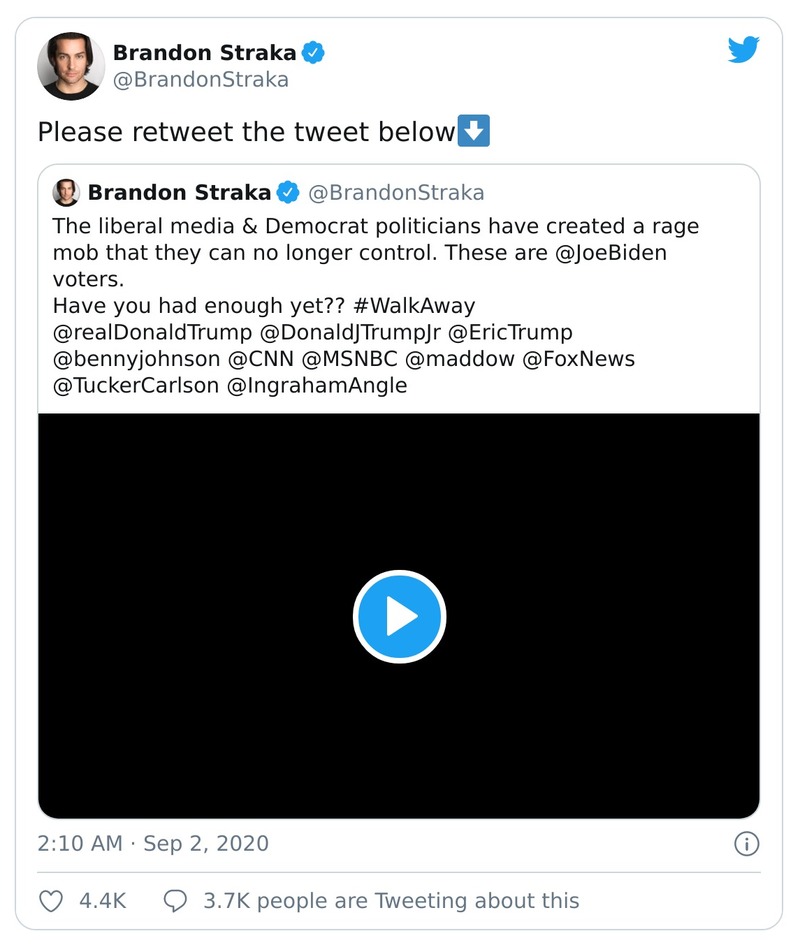 Brandon Straka
@BrandonStraka
Please retweet the tweet below⬇️
Brandon Straka @BrandonStraka
The liberal media & Democrat politicians have created a rage
mob that they can no longer control. These are @JoeBiden
voters.
Have you had enough yet?? #WalkAway
@realDonaldTrump @DonaldJTrumpJr @EricTrump
@bennyjohnson @CNN @MSNBC @maddow @FoxNews
@TuckerCarlson @IngrahamAngle
2:10 AM · Sep 2, 2020
4.4K 3.7K people are Tweeting about this